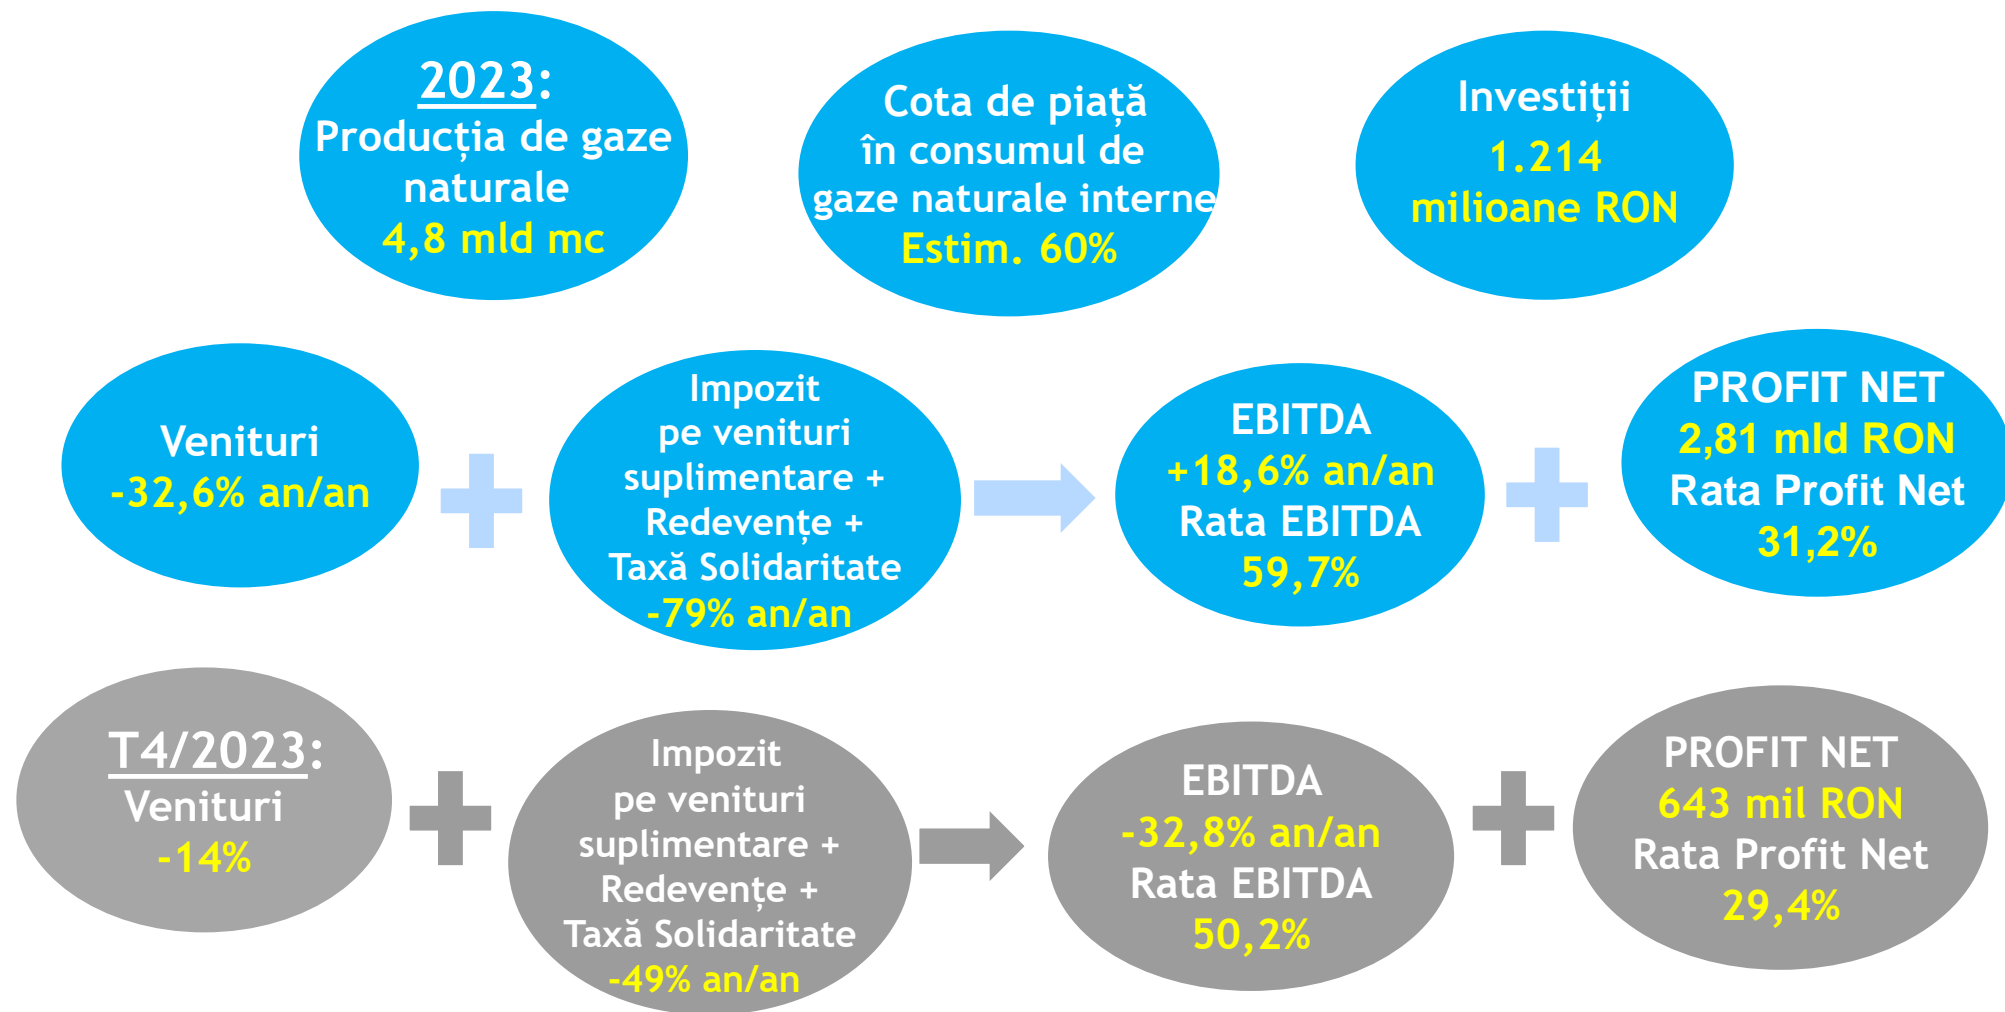 2023:
Producția de gaze
naturale
4,8 mld mc
Cota de piață
în consumul de
gaze naturale interne
Estim. 60%
Investiții
1.214
milioane RON
Venituri
-32,6% an/an
Impozit
pe venituri
suplimentare +
Redevențe +
Taxă Solidaritate
-79% an/an
EBITDA
+18,6% an/an
Rata EBITDA
59,7%
PROFIT NET
2,81 mld RON
Rata Profit Net
31,2%
T4/2023:
Venituri
-14%
Impozit
pe venituri
suplimentare +
Redevențe +
Taxă Solidaritate
-49% an/an
EBITDA
-32,8% an/an
Rata EBITDA
50,2%
PROFIT NET
643 mil RON
Rata Profit Net
29,4%